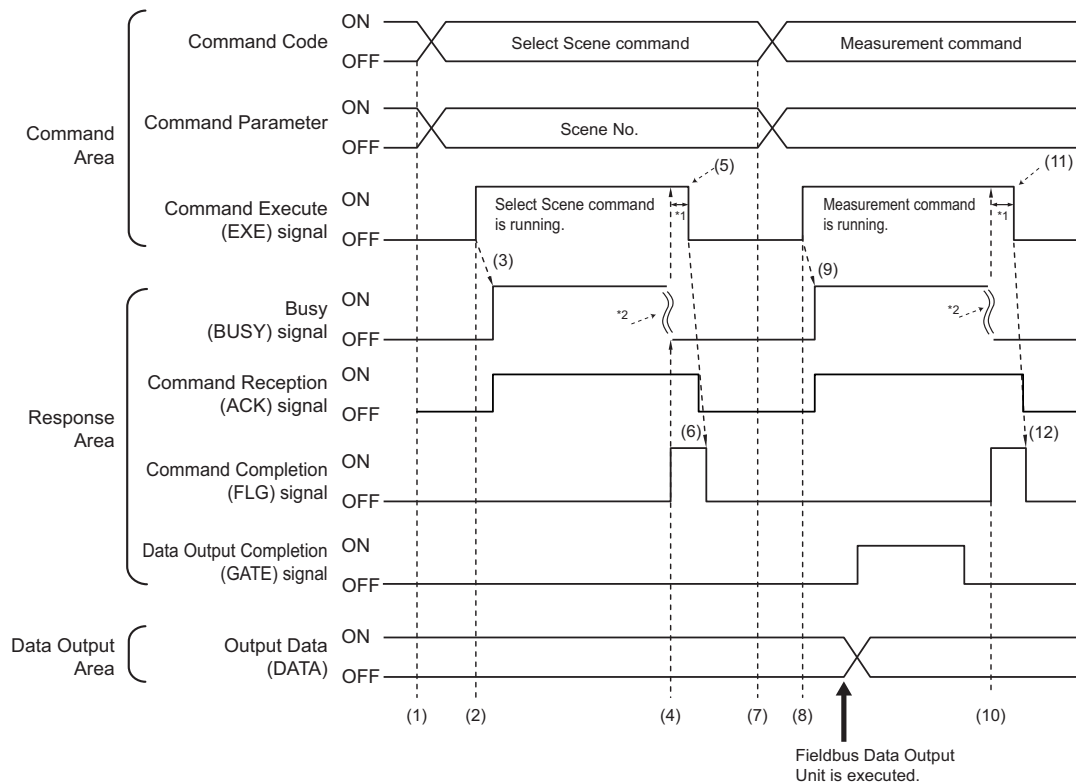 Command Area
Command Code
ON
OFF
Select Scene command
Measurement command
Command Parameter
ON
OFF
Scene No.
Command Execute
(EXE) signal
ON
OFF
Select Scene command
is running.
*1
(5)
Measurement command
is running.
*1
(11)
(3)
(9)
Response
Area
Busy
(BUSY) signal
ON
OFF
*2
*2
Command Reception
(ACK) signal
ON
OFF
(6)
(12)
Command Completion
(FLG) signal
ON
OFF
Data Output Completion
(GATE) signal
ON
OFF
Data Output
Area
Output Data
(DATA)
ON
OFF
(1)
(2)
(4)
(7)
(8)
(10)
Fieldbus Data Output
Unit is executed.